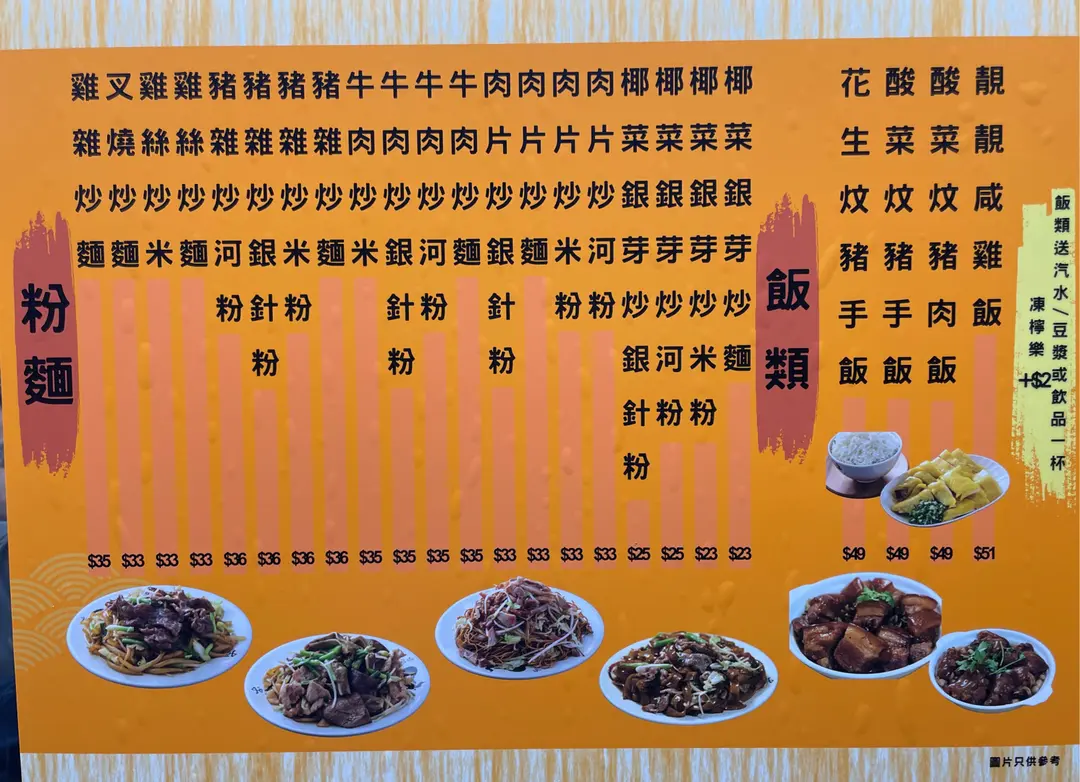 飯類送汽水/豆漿或飲品一杯
凍檸樂+$2
靚靚咸雞飯 $51
酸菜炆豬肉飯 $49
酸菜炆豬手飯 $49
花生炆豬手飯 $49
飯類
椰菜銀芽炒麵 $23
椰菜銀芽炒米粉 $23
椰菜銀芽炒河粉 $25
椰菜銀芽炒銀針粉 $25
肉片炒河粉 $33
肉片炒米粉 $33
肉片炒麵 $33
肉片炒銀針粉 $33
牛肉炒麵 $35
牛肉炒河粉 $35
牛肉炒銀針粉 $35
牛肉炒米 $35
豬雜炒麵 $36
豬雜炒米粉 $36
豬雜炒銀針粉 $36
豬雜炒河粉 $36
雞絲炒麵 $33
雞絲炒米 $33
叉燒炒麵 $33
雞雜炒麵 $35
粉麵
圖片只供參考